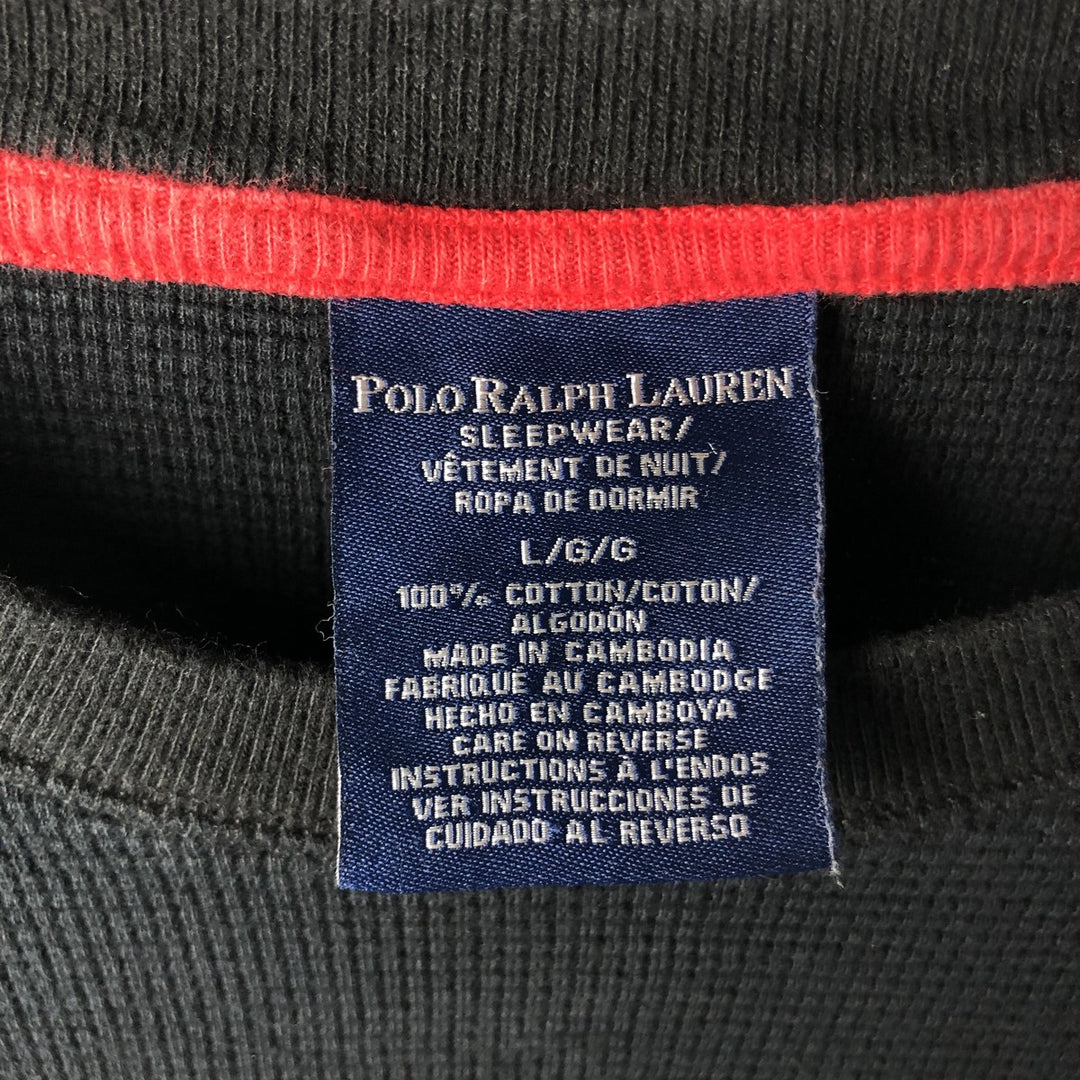 POLO RALPH LAUREN
SLEEPWEAR/
VÊTEMENT DE NUIT/
ROPA DE DORMIR
L/G/G
100% COTTON/COTON/
ALGODÓN
MADE IN CAMBODIA
FABRIQUÉ AU CAMBODGE
HECHO EN CAMBOYA
CARE ON REVERSE
INSTRUCTIONS À L'ENDOS
VER INSTRUCCIONES DE
CUIDADO AL REVERSO